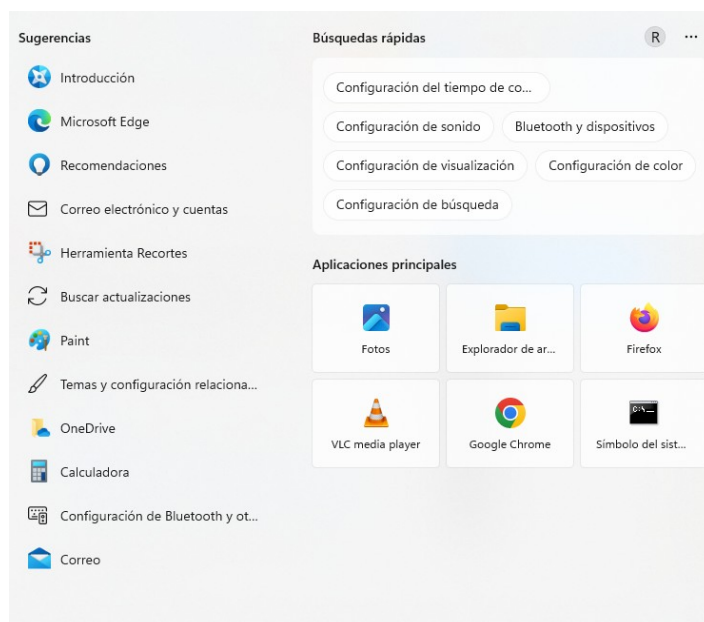 Sugerencias
Introducción
Microsoft Edge
Recomendaciones
Correo electrónico y cuentas
Herramienta Recortes
Buscar actualizaciones
Paint
Temas y configuración relaciona...
OneDrive
Calculadora
Configuración de Bluetooth y ot...
Correo
Búsquedas rápidas
R
Configuración del tiempo de co...
Configuración de sonido
Bluetooth y dispositivos
Configuración de visualización
Configuración de color
Configuración de búsqueda
Aplicaciones principales
Fotos
Explorador de ar...
Firefox
VLC media player
Google Chrome
Símbolo del sist...